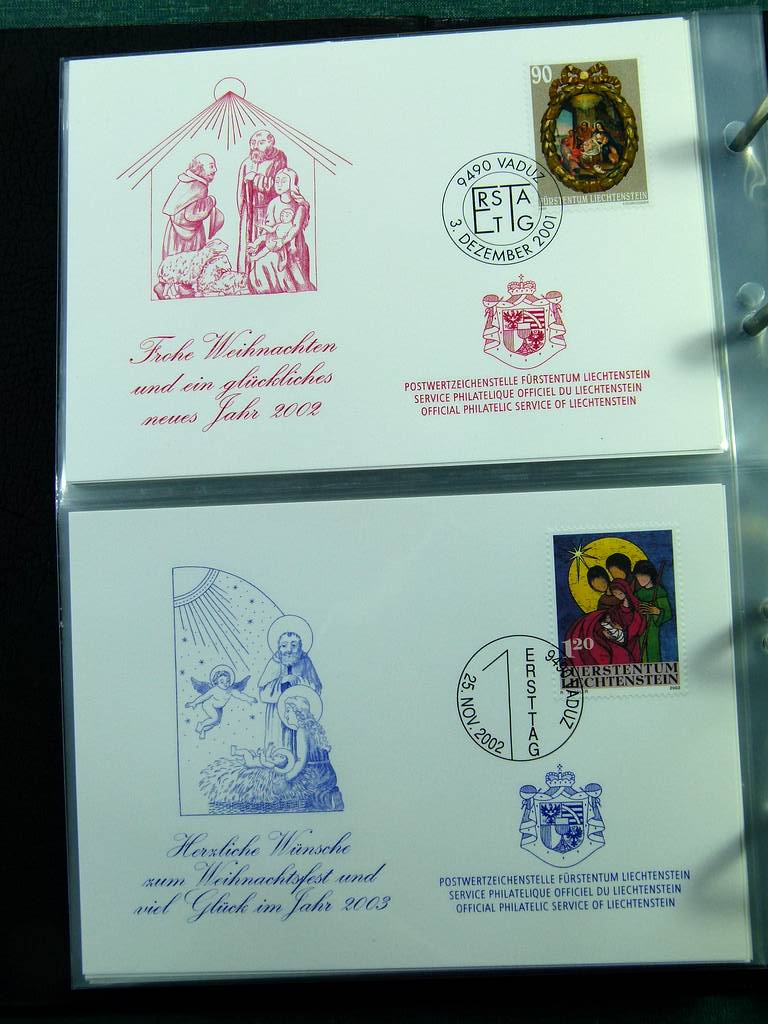 90
FÜRSTENTUM LIECHTENSTEIN
9490 VADUZ
ERSTTAG
3. DEZEMBER 2001
Frohe Weihnachten
und ein glückliches
neues Jahr 2002
POSTWERTZEICHENSTELLE FÜRSTENTUM LIECHTENSTEIN
SERVICE PHILATELIQUE OFFICIEL DU LIECHTENSTEIN
OFFICIAL PHILATELIC SERVICE OF LIECHTENSTEIN
120
FUERSTENTUM
LIECHTENSTEIN
2002
9490 VADUZ
1 ERSTTAG
25. NOV. 2002
Herzliche Wünsche
zum Weihnachtsfest und
viel Glück im Jahr 2003
POSTWERTZEICHENSTELLE FÜRSTENTUM LIECHTENSTEIN
SERVICE PHILATELIQUE OFFICIEL DU LIECHTENSTEIN
OFFICIAL PHILATELIC SERVICE OF LIECHTENSTEIN